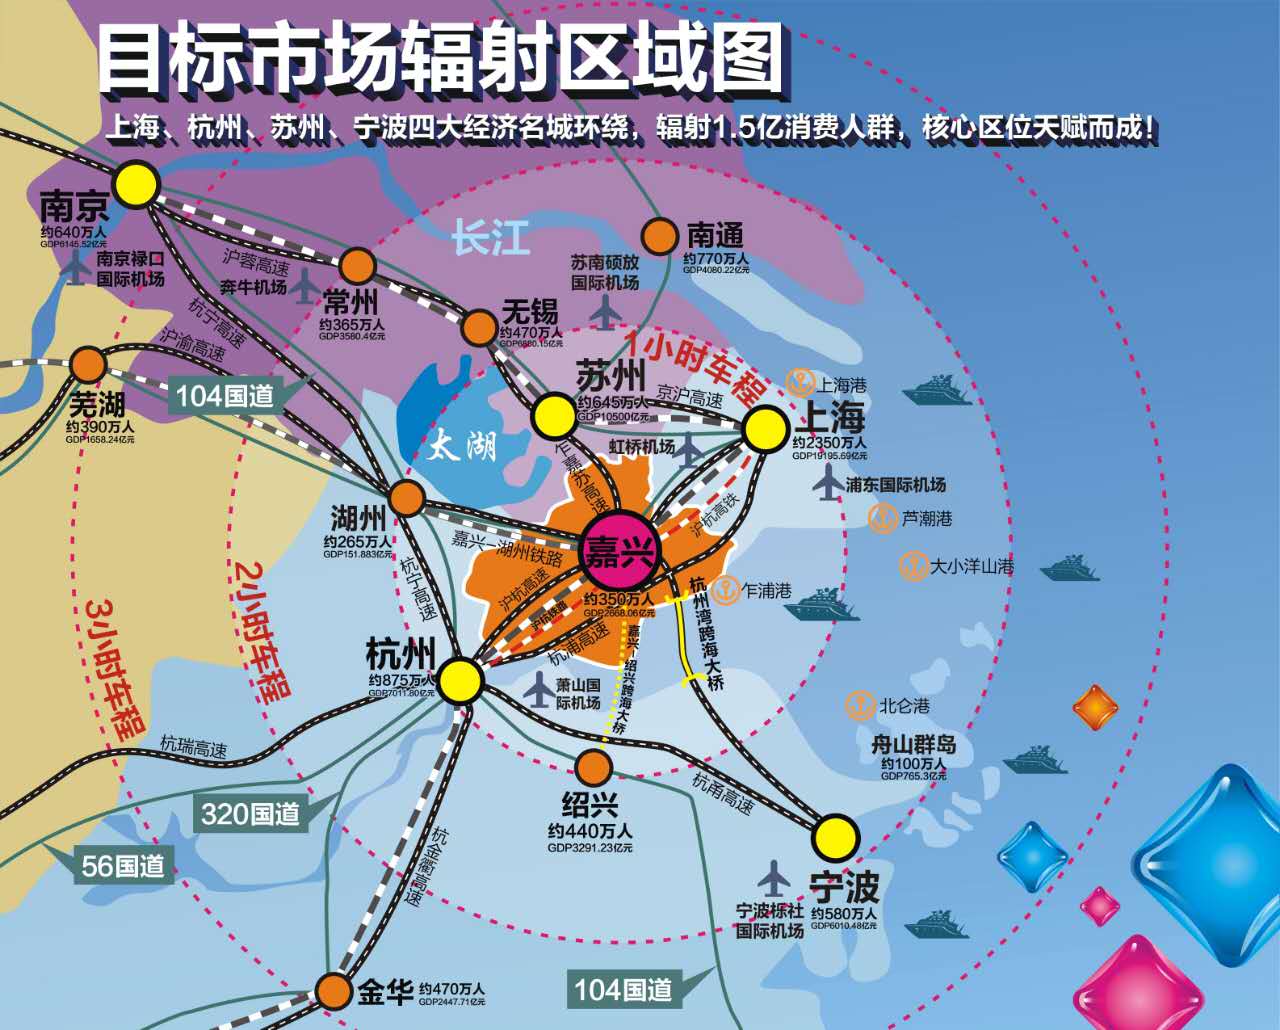 目标市场辐射区域图
上海、杭州、苏州、宁波四大经济名城环绕，辐射1.5亿消费人群，核心区位天赋而成！
南京
约640万人
GDP6145.52亿元
南京禄口
国际机场
沪蓉高速
奔牛机场
常州
约365万人
GDP3580.4亿元
长江
南通
约770万人
GDP4080.22亿元
苏南硕放
国际机场
无锡
约470万人
GDP6880.15亿元
杭宁高速
沪渝高速
104国道
芜湖
约390万人
GDP1658.24亿元
1小时车程
苏州
约645万人
GDP10500亿元
京沪高速
上海港
上海
约2350万人
GDP19195.69亿元
虹桥机场
太湖
乍嘉苏高速
浦东国际机场
芦潮港
大小洋山港
沪杭高铁
湖州
约265万人
GDP151.883亿元
嘉兴-湖州铁路
嘉兴
约350万人
GDP2668.06亿元
乍浦港
杭州湾跨海大桥
杭宁高速
沪杭高速
沪杭铁路
杭浦高速
嘉兴-绍兴跨海大桥
2小时车程
3小时车程
杭州
约875万人
GDP7011.80亿元
萧山国
际机场
北仑港
舟山群岛
约100万人
GDP765.3亿元
杭瑞高速
绍兴
约440万人
GDP3291.23亿元
杭甬高速
320国道
56国道
杭金衢高速
宁波
约580万人
GDP6010.48亿元
宁波栎社
国际机场
金华
约470万人
GDP2447.71亿元
104国道